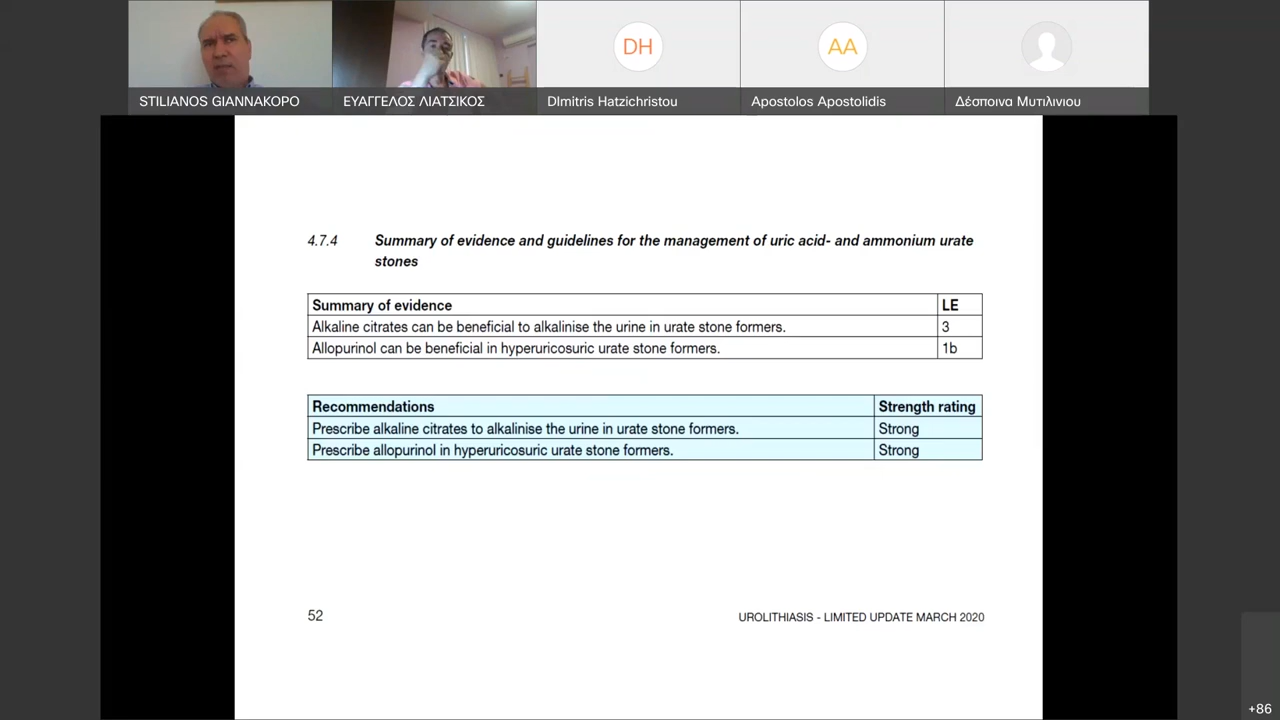 DH
AA
STILIANOS GIANNAKOPO
ΕΥΑΓΓΕΛΟΣ ΛΙΑΤΣΙΚΟΣ
DImitris Hatzichristou
Apostolos Apostolidis
Δέσποινα Μυτιλινιου
4.7.4 Summary of evidence and guidelines for the management of uric acid- and ammonium urate
stones
Summary of evidence LE
Alkaline citrates can be beneficial to alkalinise the urine in urate stone formers. 3
Allopurinol can be beneficial in hyperuricosuric urate stone formers. 1b
Recommendations Strength rating
Prescribe alkaline citrates to alkalinise the urine in urate stone formers. Strong
Prescribe allopurinol in hyperuricosuric urate stone formers. Strong
52 UROLITHIASIS - LIMITED UPDATE MARCH 2020
+86